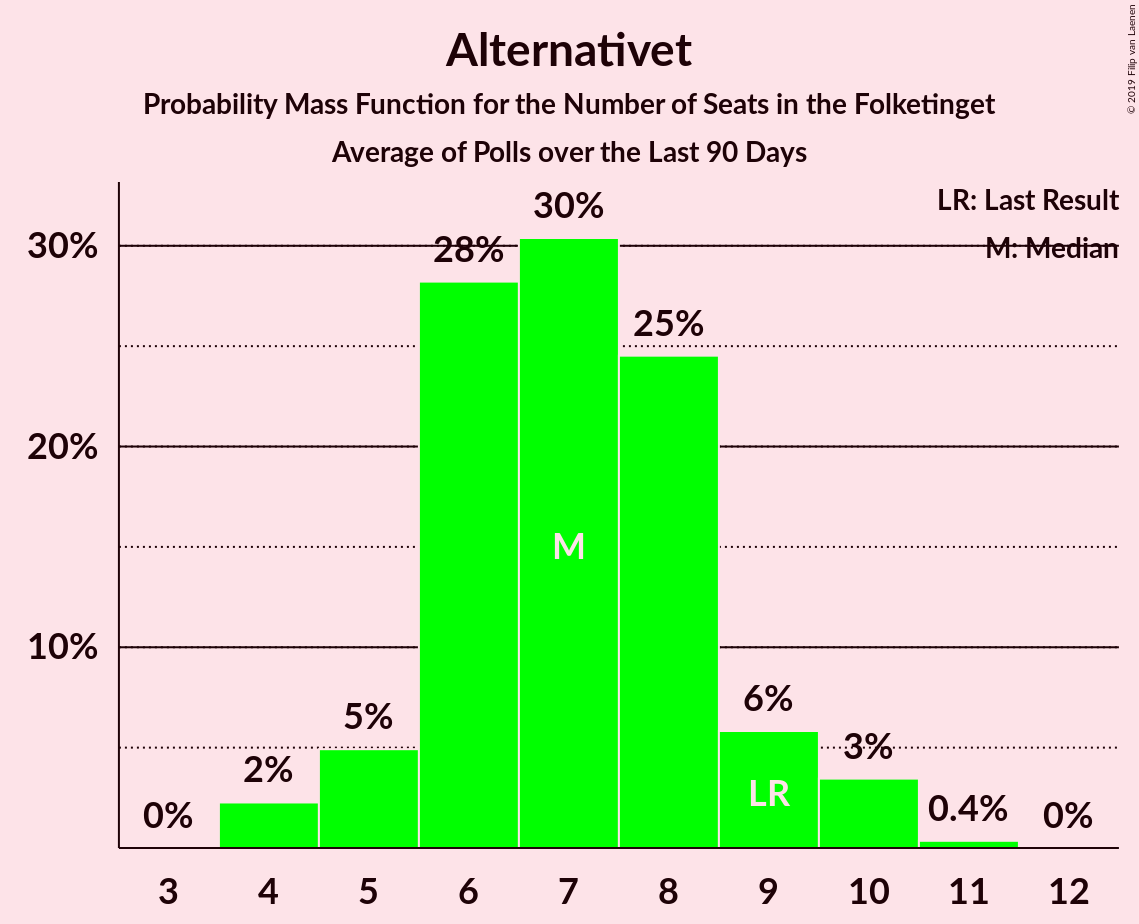 Alternativet
Probability Mass Function for the Number of Seats in the Folketinget
Average of Polls over the Last 90 Days
© 2019 Filip van Laenen
LR: Last Result
M: Median
30%
20%
10%
0%
2%
5%
28%
30%
25%
6%
3%
0.4%
0%
M
LR
3 4 5 6 7 8 9 10 11 12